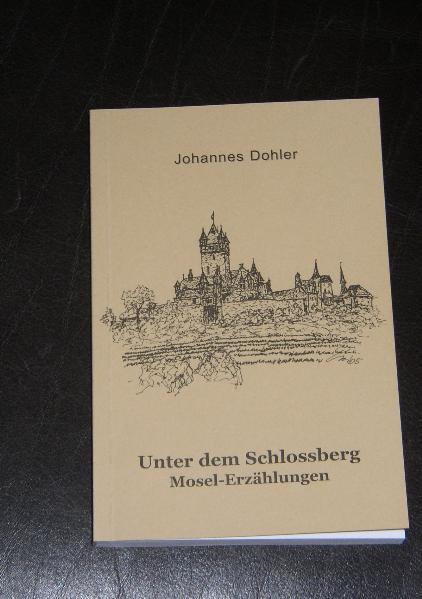 Johannes Dohler
Unter dem Schlossberg
Mosel-Erzählungen